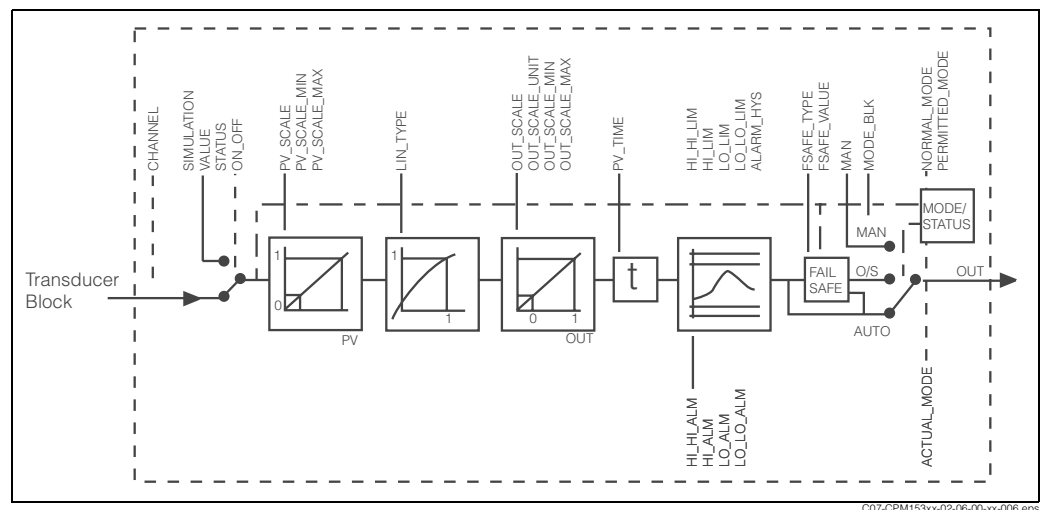 CHANNEL
SIMULATION
VALUE
STATUS
ON_OFF
PV_SCALE
PV_SCALE_MIN
PV_SCALE_MAX
LIN_TYPE
OUT_SCALE
OUT_SCALE_UNIT
OUT_SCALE_MIN
OUT_SCALE_MAX
PV_TIME
HI_HI_LIM
HI_LIM
LO_LIM
LO_LO_LIM
ALARM_HYS
FSAFE_TYPE
FSAFE_VALUE
MAN
MODE_BLK
NORMAL_MODE
PERMITTED_MODE
MODE/
STATUS
MAN
Transducer
Block
1
0
1
PV
1
1
1
0
1
OUT
t
FAIL
SAFE
O/S
AUTO
OUT
HI_HI_ALM
HI_ALM
LO_ALM
LO_LO_ALM
ACTUAL_MODE
C07-CPM153xx-02-06-00-xx-006.eps